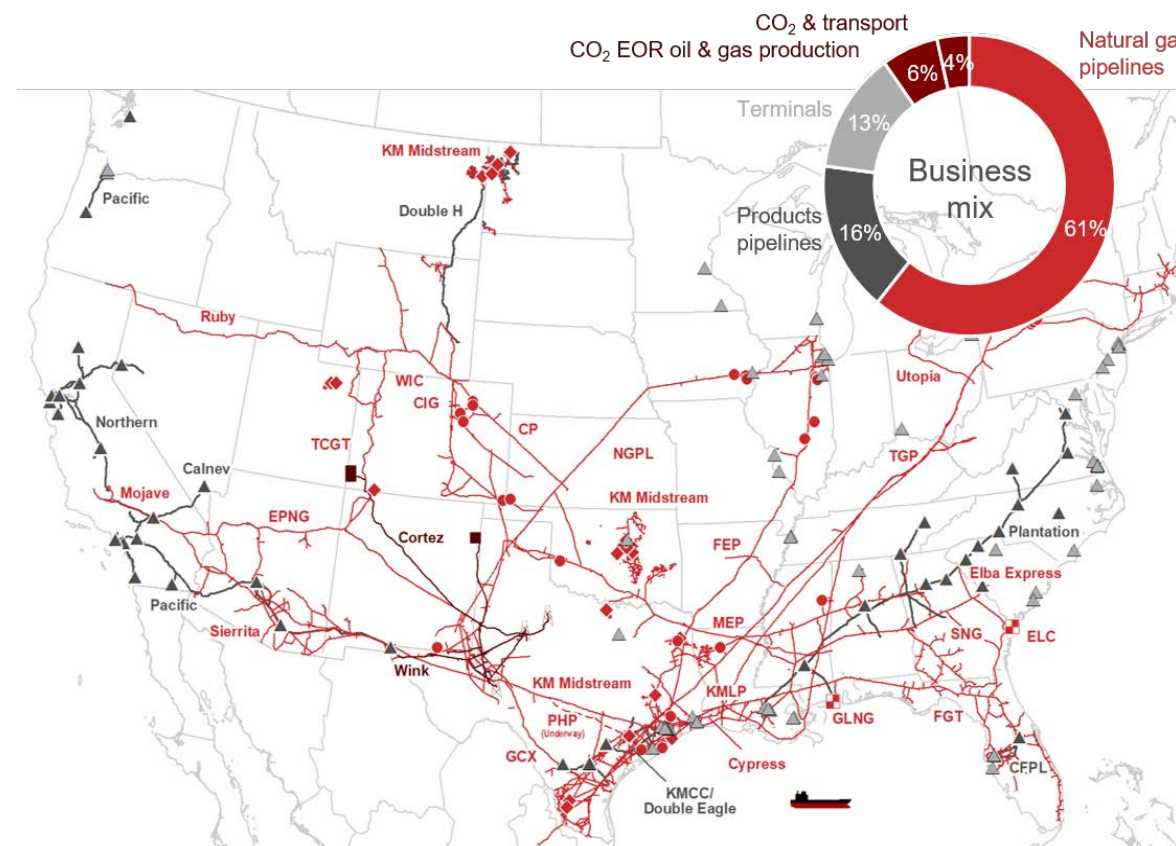 CO₂ & transport
CO₂ EOR oil & gas production
Natural ga
pipelines
6%
4%
Terminals
13%
Business
mix
Products
pipelines
16%
61%
KM Midstream
Pacific
Double H
Ruby
Utopia
WIC
CIG
CP
Northern
TCGT
NGPL
TGP
Calnev
Mojave
KM Midstream
EPNG
Cortez
Plantation
FEP
Elba Express
Pacific
MEP
Sierrita
SNG
ELC
Wink
KM Midstream
KMLP
PHP
(Underway)
GLNG
FGT
GCX
Cypress
CFPL
KMCC/
Double Eagle